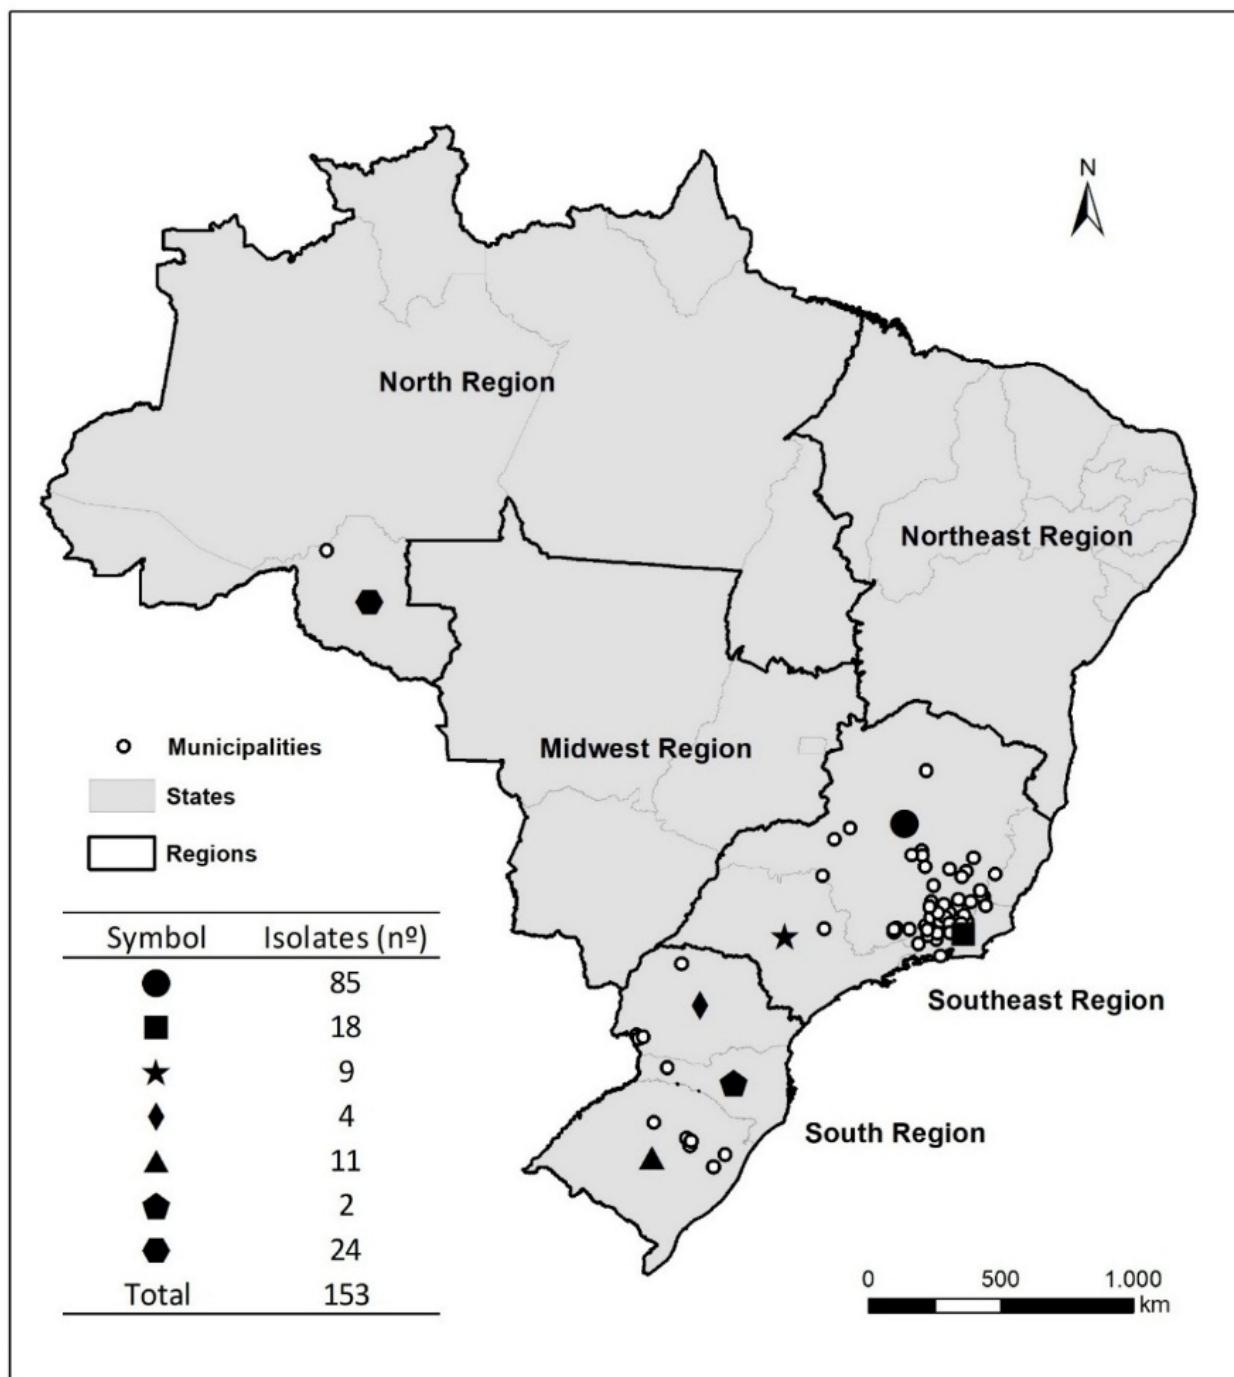 N
North Region
Northeast Region
Midwest Region
Municipalities
States
Regions
Symbol Isolates (nº)
85
18
9
4
11
2
24
Total 153
Southeast Region
South Region
0 500 1.000
km